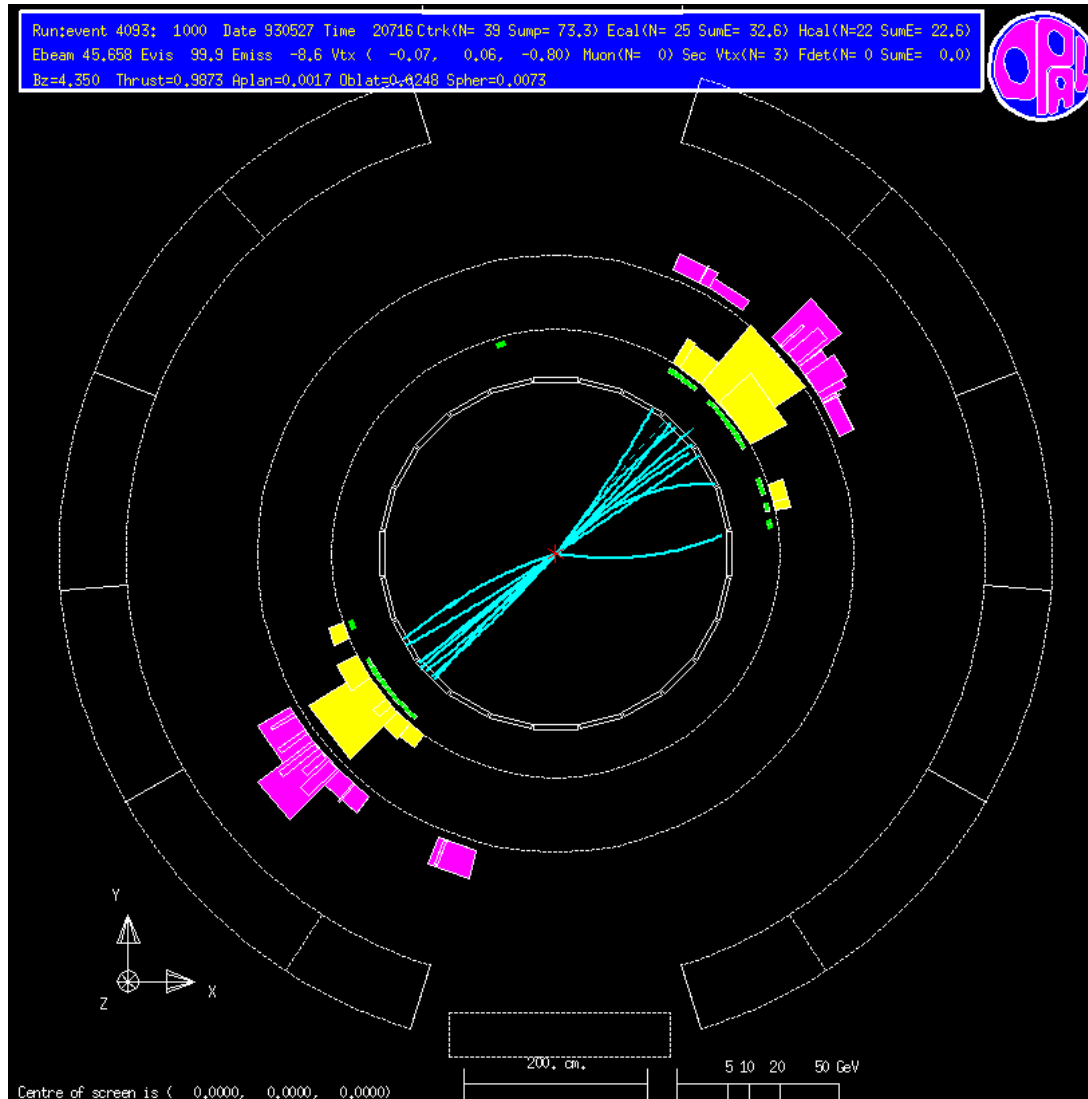 Run:event 4093: 1000 Date 930527 Time 20716 Ctrk(N= 39 Sump= 73.3) Ecal(N= 25 SumE= 32.6) Hcal(N=22 SumE= 22.6)
Ebeam 45.658 Evis 99.9 Emiss -8.6 Vtx ( -0.07, 0.06, -0.80) Muon(N= 0) Sec Vtx(N= 3) Fdet(N= 0 SumE= 0.0)
Bz=4.350 Thrust=0.9873 Aplan=0.0017 Oblat=0.0248 Spher=0.0073
OPAL
Y
X
Z
200. cm.
5 10 20 50 GeV
Centre of screen is ( 0.0000, 0.0000, 0.0000)